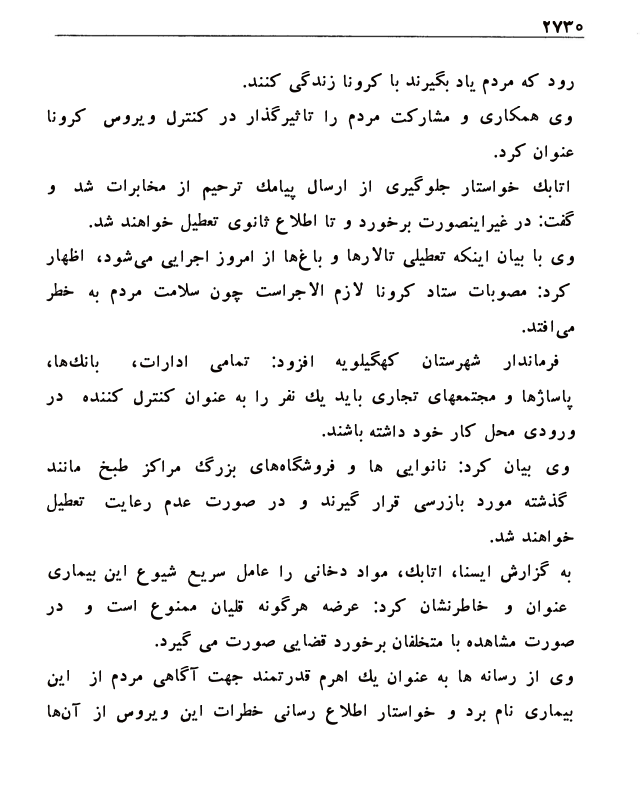 ۲۷۳۰
رود که مردم یاد بگیرند با کرونا زندگی کنند.
وی همکاری و مشارکت مردم را تاثیرگذار در کنترل ویروس کرونا
عنوان کرد.
اتابک خواستار جلوگیری از ارسال پیامک ترحیم از مخابرات شد و
گفت: در غیراینصورت برخورد و تا اطلاع ثانوی تعطیل خواهند شد.
وی با بیان اینکه تعطیلی تالارها و باغ‌ها از امروز اجرایی می‌شود، اظهار
کرد: مصوبات ستاد کرونا لازم الاجراست چون سلامت مردم به خطر
می‌افتد.
فرماندار شهرستان کهگیلویه افزود: تمامی ادارات، بانک‌ها،
پاساژها و مجتمعهای تجاری باید یک نفر را به عنوان کنترل کننده در
ورودی محل کار خود داشته باشند.
وی بیان کرد: نانوایی ها و فروشگاه‌های بزرگ مراکز طبخ مانند
گذشته مورد بازرسی قرار گیرند و در صورت عدم رعایت تعطیل
خواهند شد.
به گزارش ایسنا، اتابک، مواد دخانی را عامل سریع شیوع این بیماری
عنوان و خاطرنشان کرد: عرضه هرگونه قلیان ممنوع است و در
صورت مشاهده با متخلفان برخورد قضایی صورت می گیرد.
وی از رسانه ها به عنوان یک اهرم قدرتمند جهت آگاهی مردم از این
بیماری نام برد و خواستار اطلاع رسانی خطرات این ویروس از آن‌ها